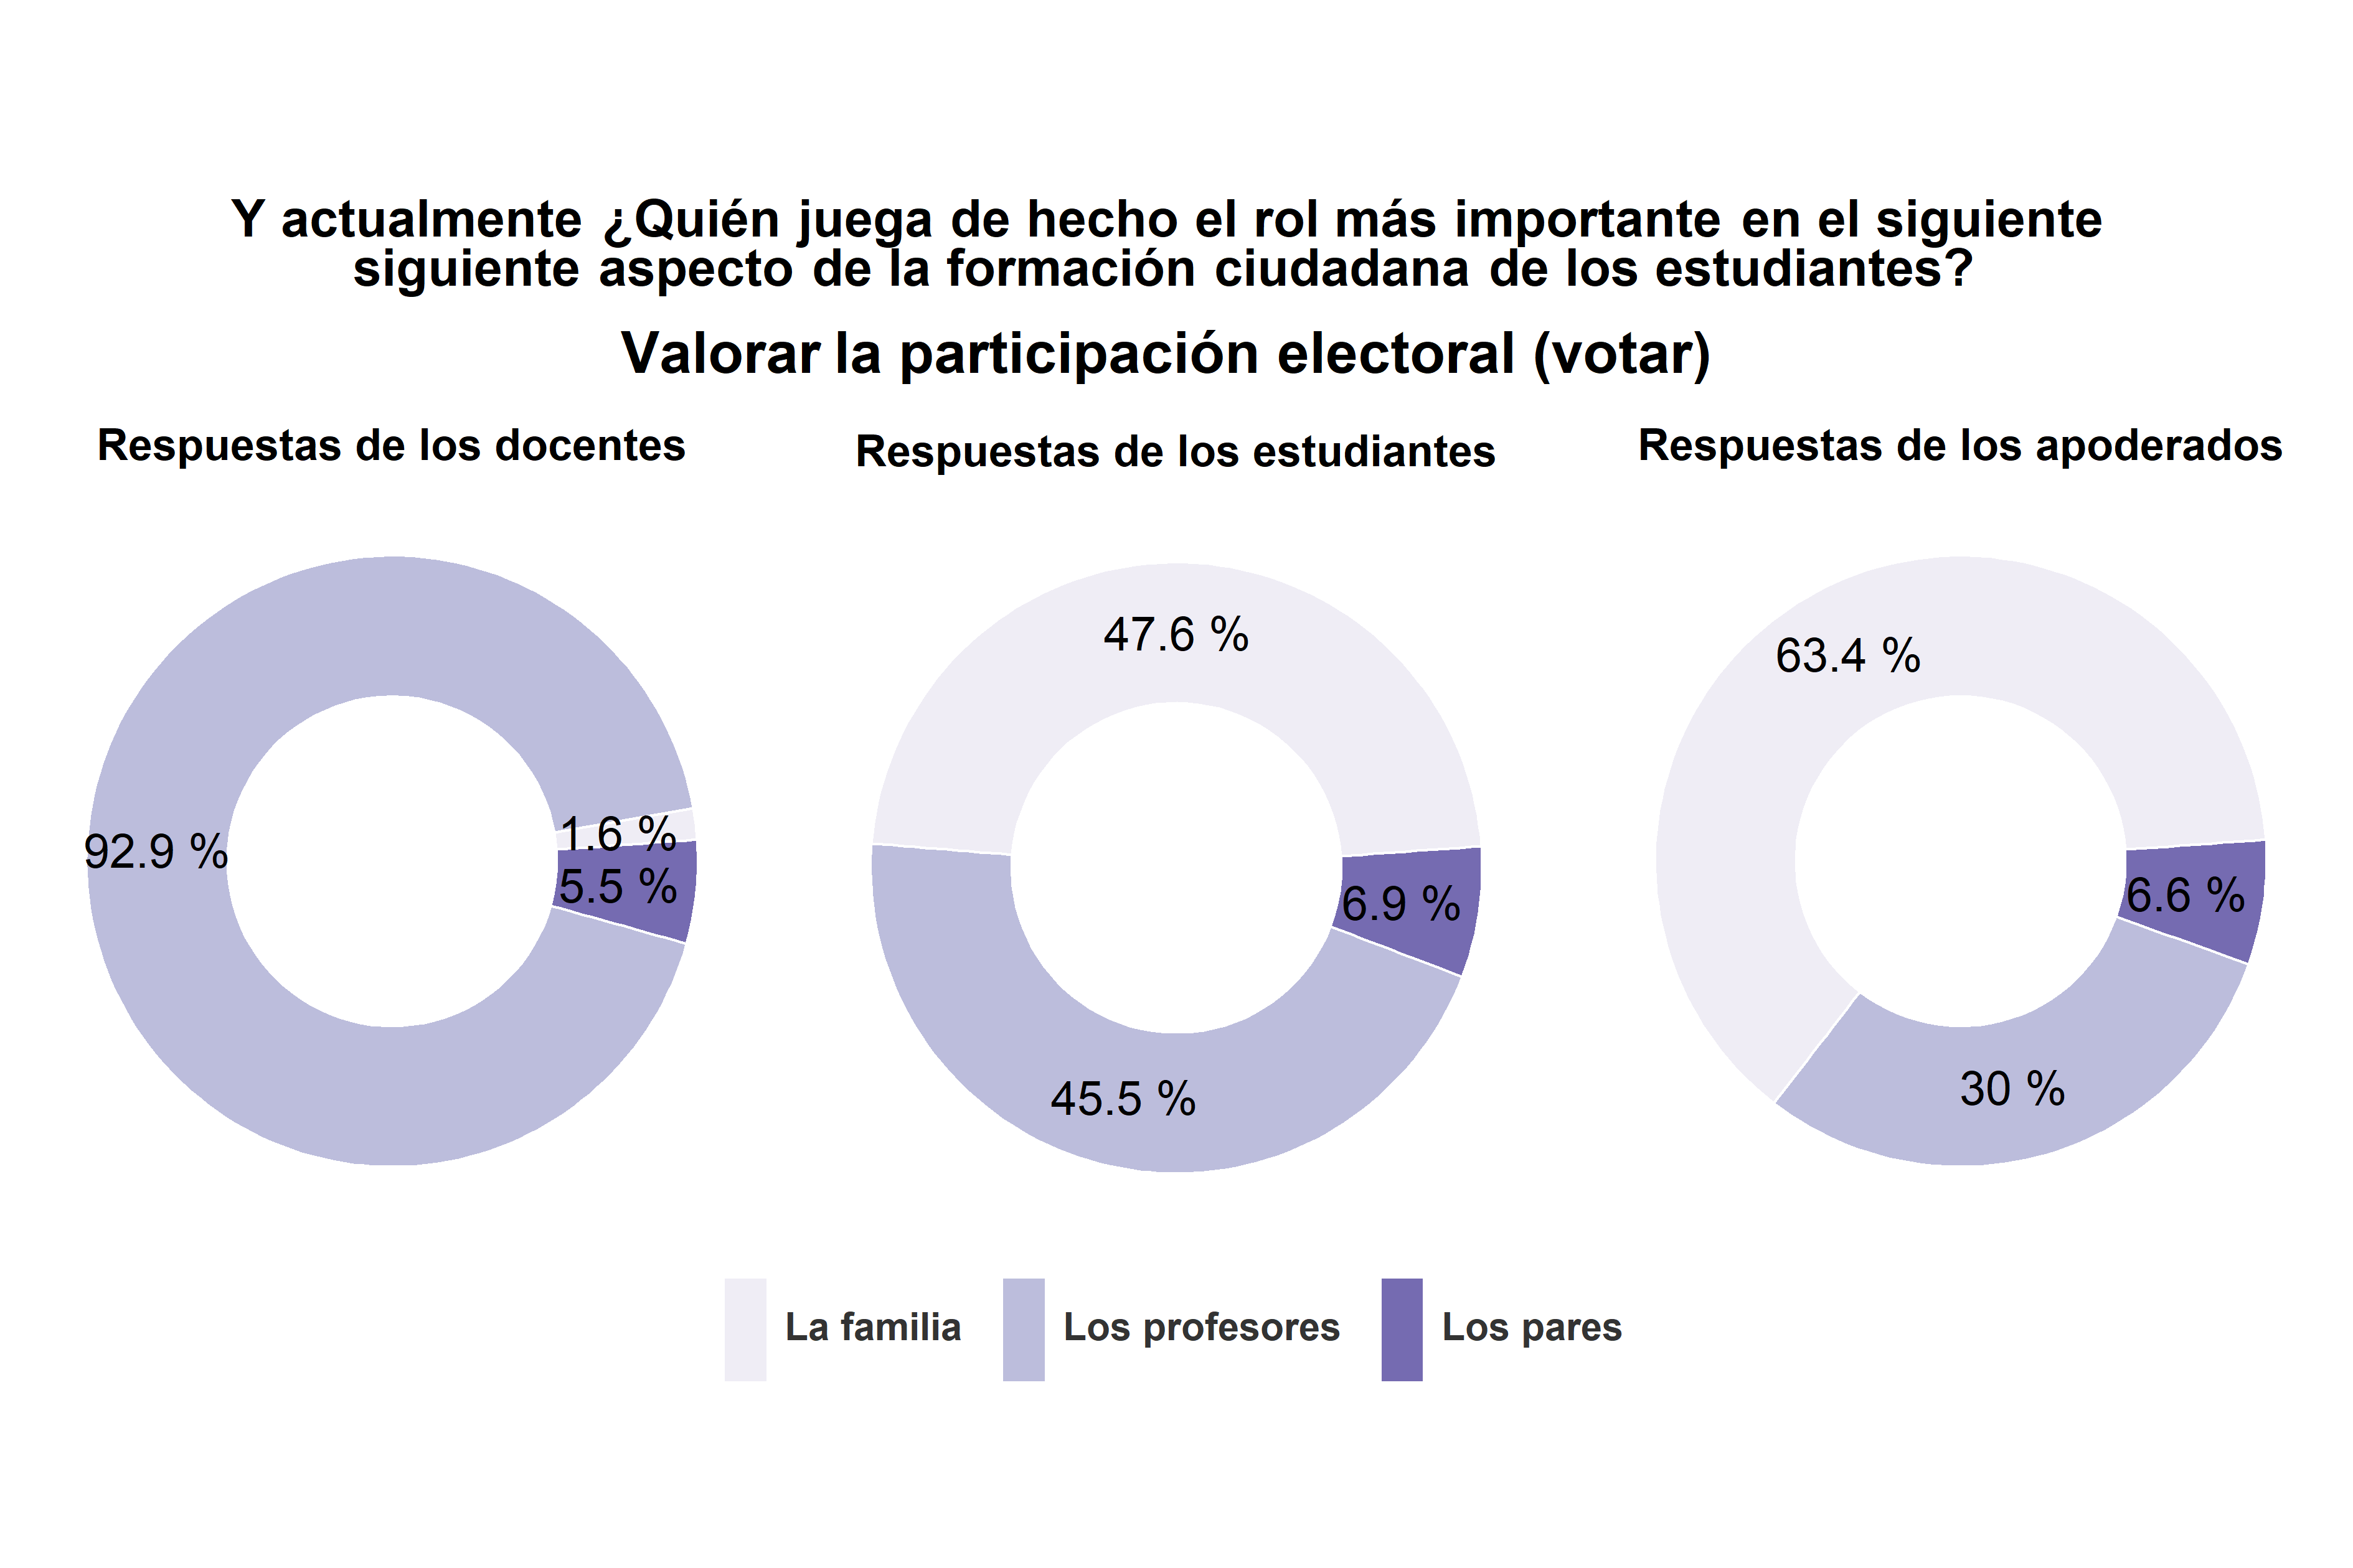 Y actualmente ¿Quién juega de hecho el rol más importante en el siguiente
siguiente aspecto de la formación ciudadana de los estudiantes?
Valorar la participación electoral (votar)
Respuestas de los docentes
92.9 %
1.6 %
5.5 %
Respuestas de los estudiantes
47.6 %
6.9 %
45.5 %
Respuestas de los apoderados
63.4 %
6.6 %
30 %
La familia
Los profesores
Los pares